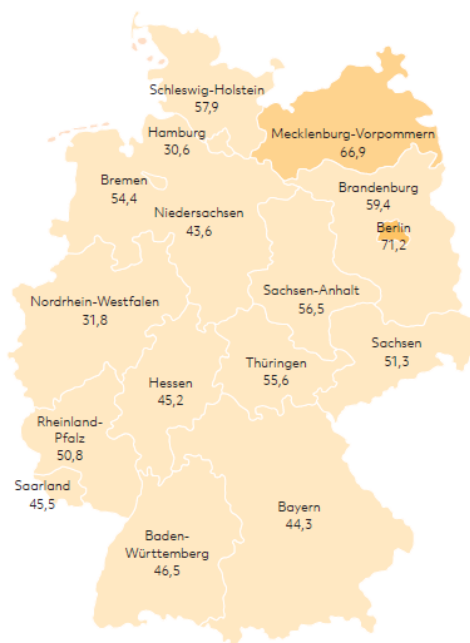 Schleswig-Holstein
57,9
Hamburg
30,6
Mecklenburg-Vorpommern
66,9
Bremen
54,4
Brandenburg
59,4
Niedersachsen
43,6
Berlin
71,2
Nordrhein-Westfalen
31,8
Sachsen-Anhalt
56,5
Sachsen
51,3
Thüringen
55,6
Hessen
45,2
Rheinland-
Pfalz
50,8
Saarland
45,5
Bayern
44,3
Baden-
Württemberg
46,5